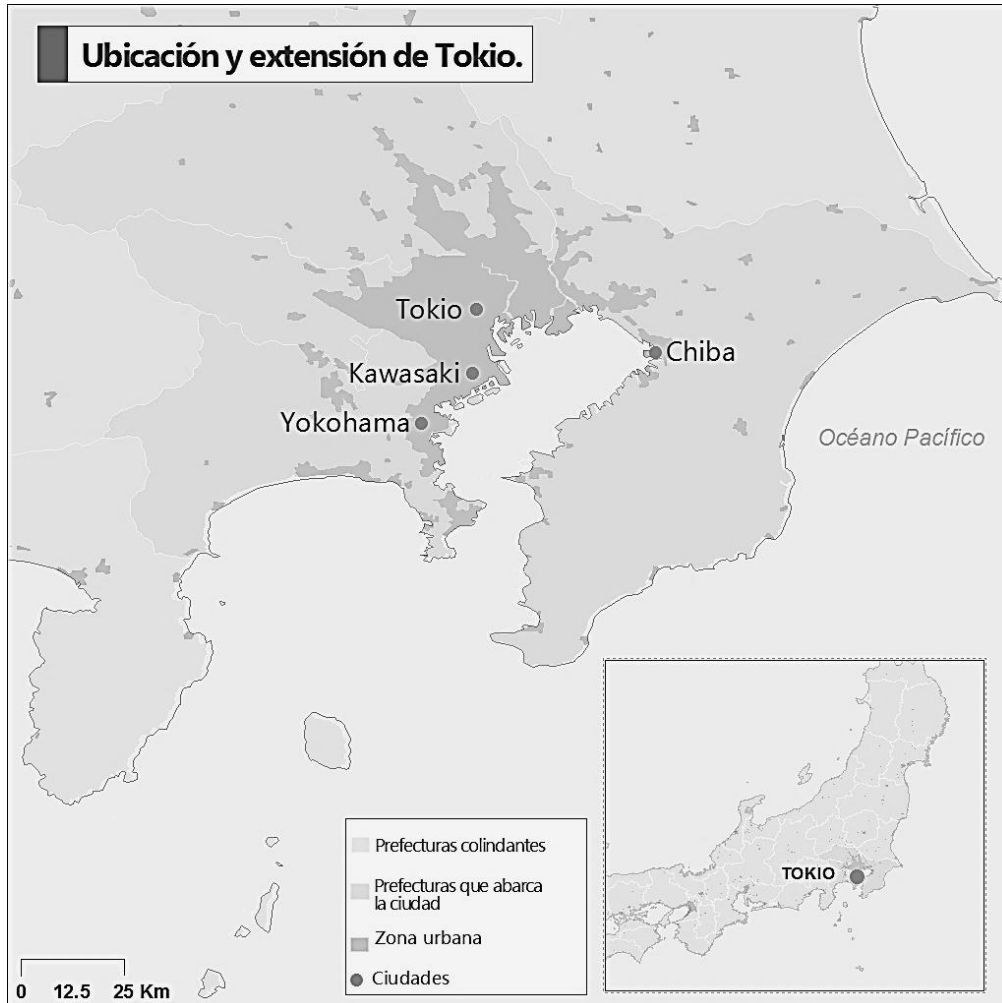 Ubicación y extensión de Tokio.
Tokio
Chiba
Kawasaki
Yokohama
Océano Pacífico
Prefecturas colindantes
Prefecturas que abarca
la ciudad
Zona urbana
Ciudades
TOKIO
0 12.5 25 Km